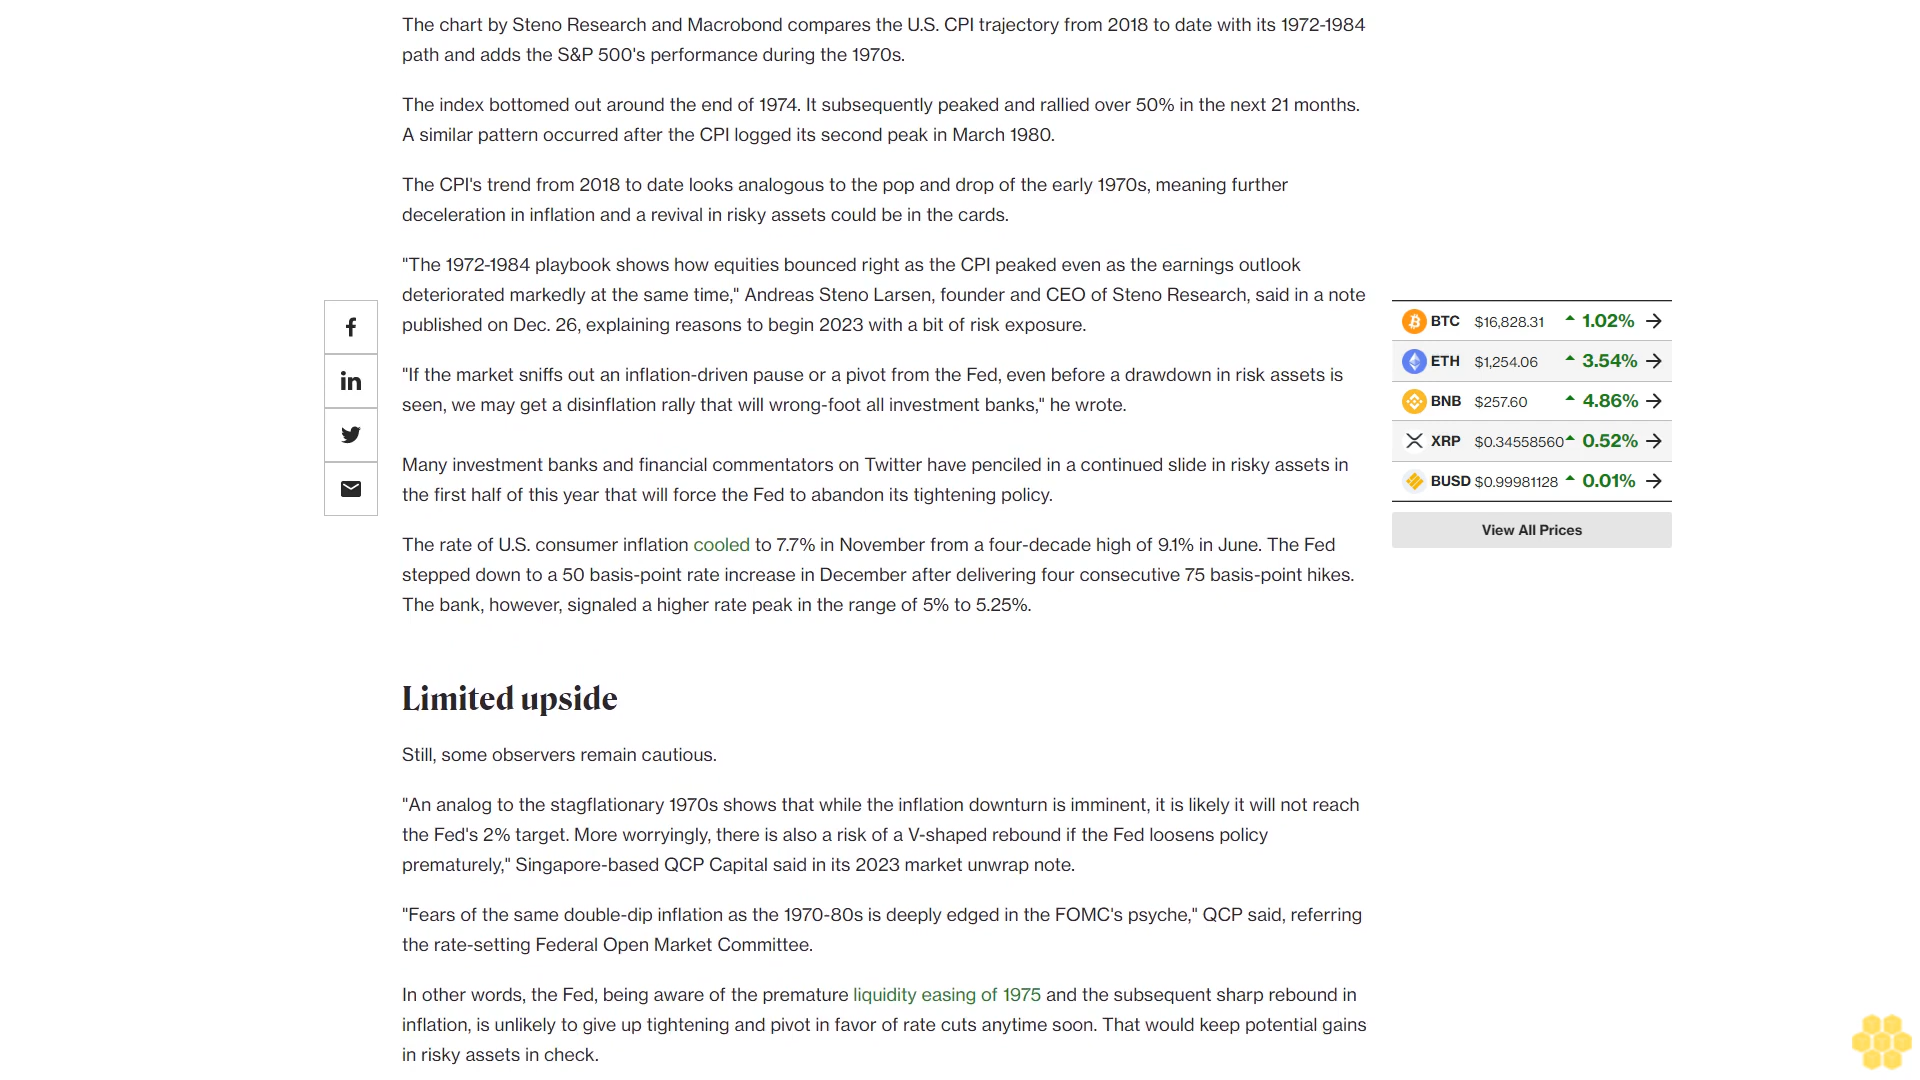 The chart by Steno Research and Macrobond compares the U.S. CPI trajectory from 2018 to date with its 1972-1984
path and adds the S&P 500's performance during the 1970s.
The index bottomed out around the end of 1974. It subsequently peaked and rallied over 50% in the next 21 months.
A similar pattern occurred after the CPI logged its second peak in March 1980.
The CPI's trend from 2018 to date looks analogous to the pop and drop of the early 1970s, meaning further
deceleration in inflation and a revival in risky assets could be in the cards.
"The 1972-1984 playbook shows how equities bounced right as the CPI peaked even as the earnings outlook
deteriorated markedly at the same time," Andreas Steno Larsen, founder and CEO of Steno Research, said in a note
published on Dec. 26, explaining reasons to begin 2023 with a bit of risk exposure.
"If the market sniffs out an inflation-driven pause or a pivot from the Fed, even before a drawdown in risk assets is
seen, we may get a disinflation rally that will wrong-foot all investment banks," he wrote.
Many investment banks and financial commentators on Twitter have penciled in a continued slide in risky assets in
the first half of this year that will force the Fed to abandon its tightening policy.
The rate of U.S. consumer inflation cooled to 7.7% in November from a four-decade high of 9.1% in June. The Fed
stepped down to a 50 basis-point rate increase in December after delivering four consecutive 75 basis-point hikes.
The bank, however, signaled a higher rate peak in the range of 5% to 5.25%.
Limited upside
Still, some observers remain cautious.
"An analog to the stagflationary 1970s shows that while the inflation downturn is imminent, it is likely it will not reach
the Fed's 2% target. More worryingly, there is also a risk of a V-shaped rebound if the Fed loosens policy
prematurely," Singapore-based QCP Capital said in its 2023 market unwrap note.
"Fears of the same double-dip inflation as the 1970-80s is deeply edged in the FOMC's psyche," QCP said, referring
the rate-setting Federal Open Market Committee.
In other words, the Fed, being aware of the premature liquidity easing of 1975 and the subsequent sharp rebound in
inflation, is unlikely to give up tightening and pivot in favor of rate cuts anytime soon. That would keep potential gains
in risky assets in check.
BTC $16,828.31 1.02%
ETH $1,254.06 3.54%
BNB $257.60 4.86%
XRP $0.34558560 0.52%
BUSD $0.99981128 0.01%
View All Prices